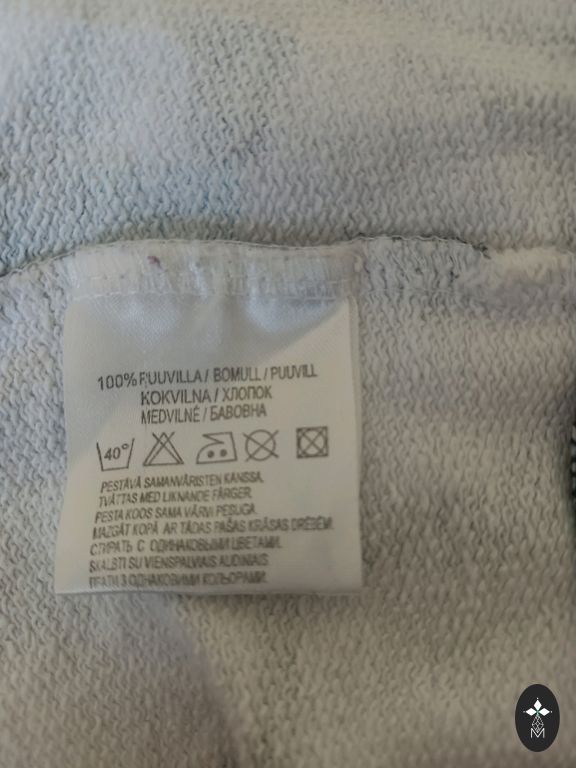 100% PUUVILLA / BOMULL / PUUVILL
KOKVILNA / ХЛОПОК
MEDVILNĖ / БАВОВНА
40°
PESTÄVÄ SAMANVÄRISTEN KANSSA.
TVÄTTAS MED LIKNANDE FÄRGER.
PESTA KOOS SAMA VÄRVI PESUGA.
MAZGĀT KOPĀ AR TĀDAS PAŠAS KRĀSAS DRĒBĒM.
СТИРАТЬ С ОДИНАКОВЫМИ ЦВЕТАМИ.
SKALBTI SU VIENSPALVIAIS AUDINIAIS.
ПРАТИ З ОДНАКОВИМИ КОЛЬОРАМИ.
M